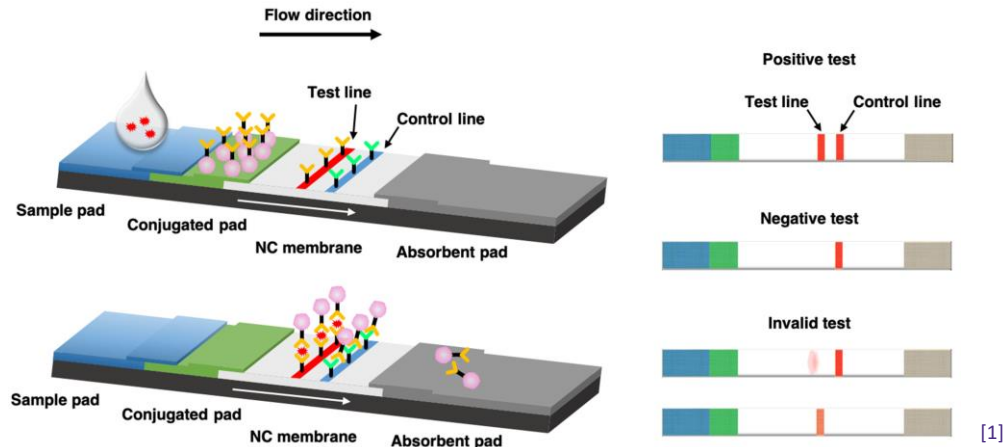 Flow direction
Test line
Control line
Sample pad
Conjugated pad
NC membrane
Absorbent pad
Sample pad
Conjugated pad
NC membrane
Absorbent pad
Positive test
Test line
Control line
Negative test
Invalid test
[1]